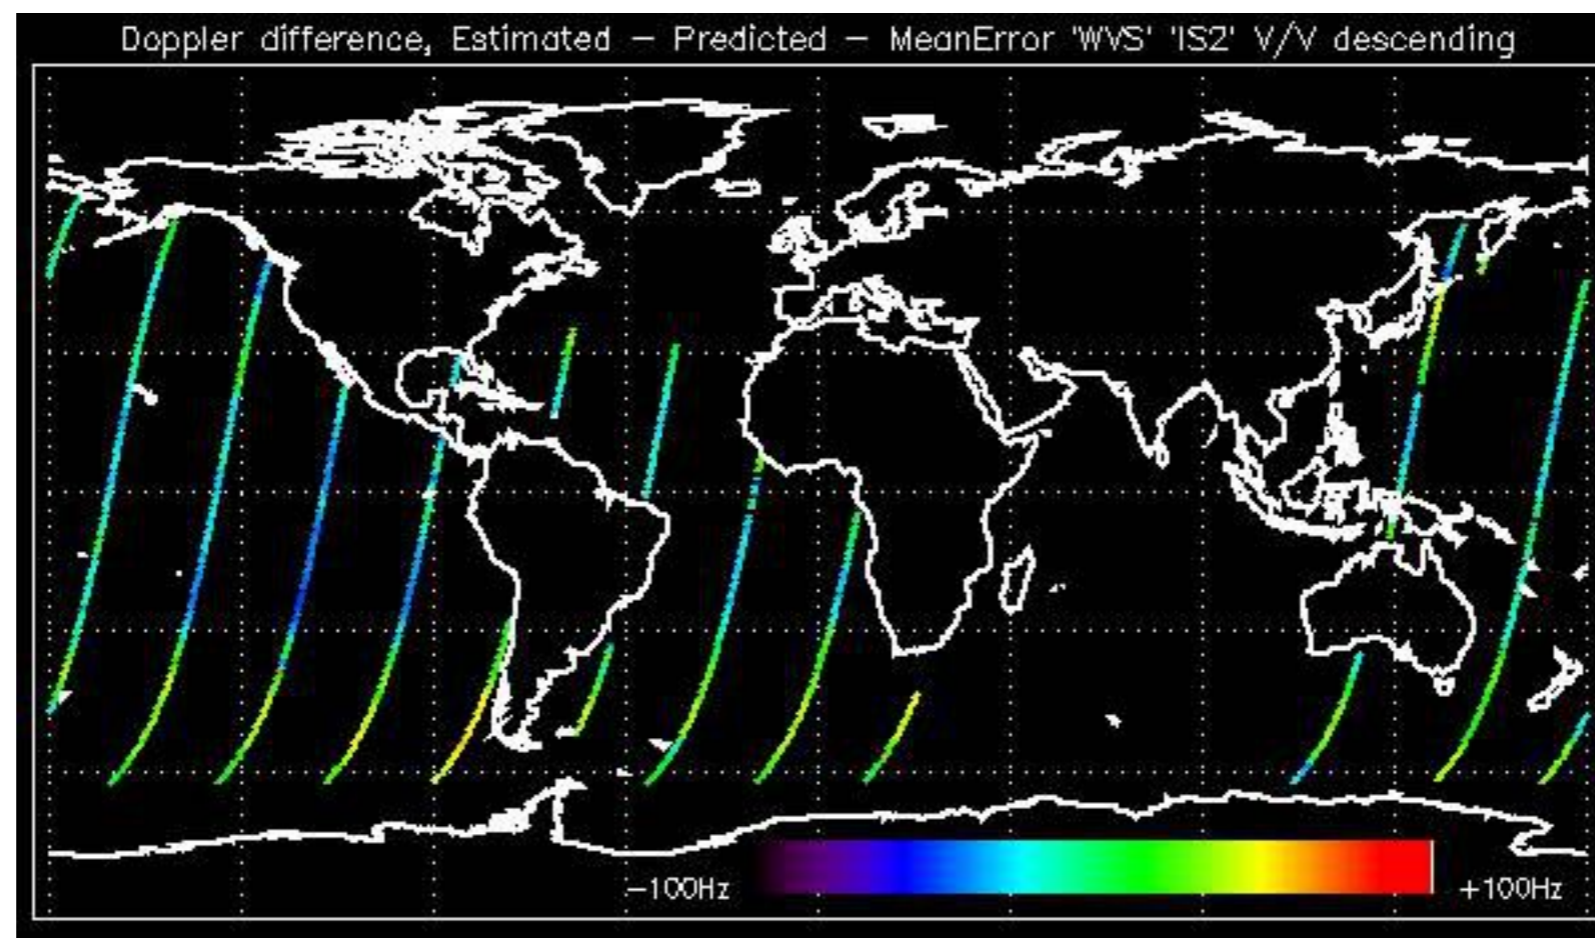 Doppler difference, Estimated – Predicted – MeanError 'WVS' 'IS2' V/V descending
–100Hz +100Hz